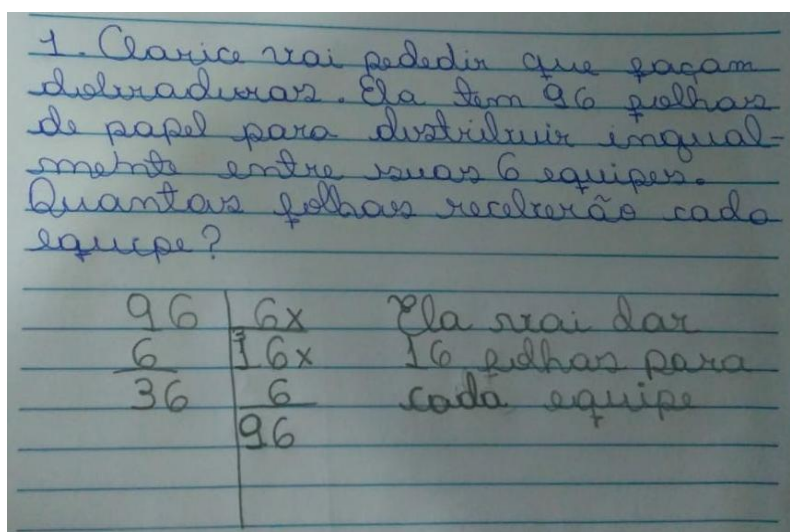 1. Clarice vai pededir que façam
dobraduras. Ela tem 96 folhas
de papel para distribuir ingual-
mente entre suas 6 equipes.
Quantas folhas receberão cada
equipe?
96 6x Ela vai dar
6 16x 16 folhas para
36 6 cada equipe
96